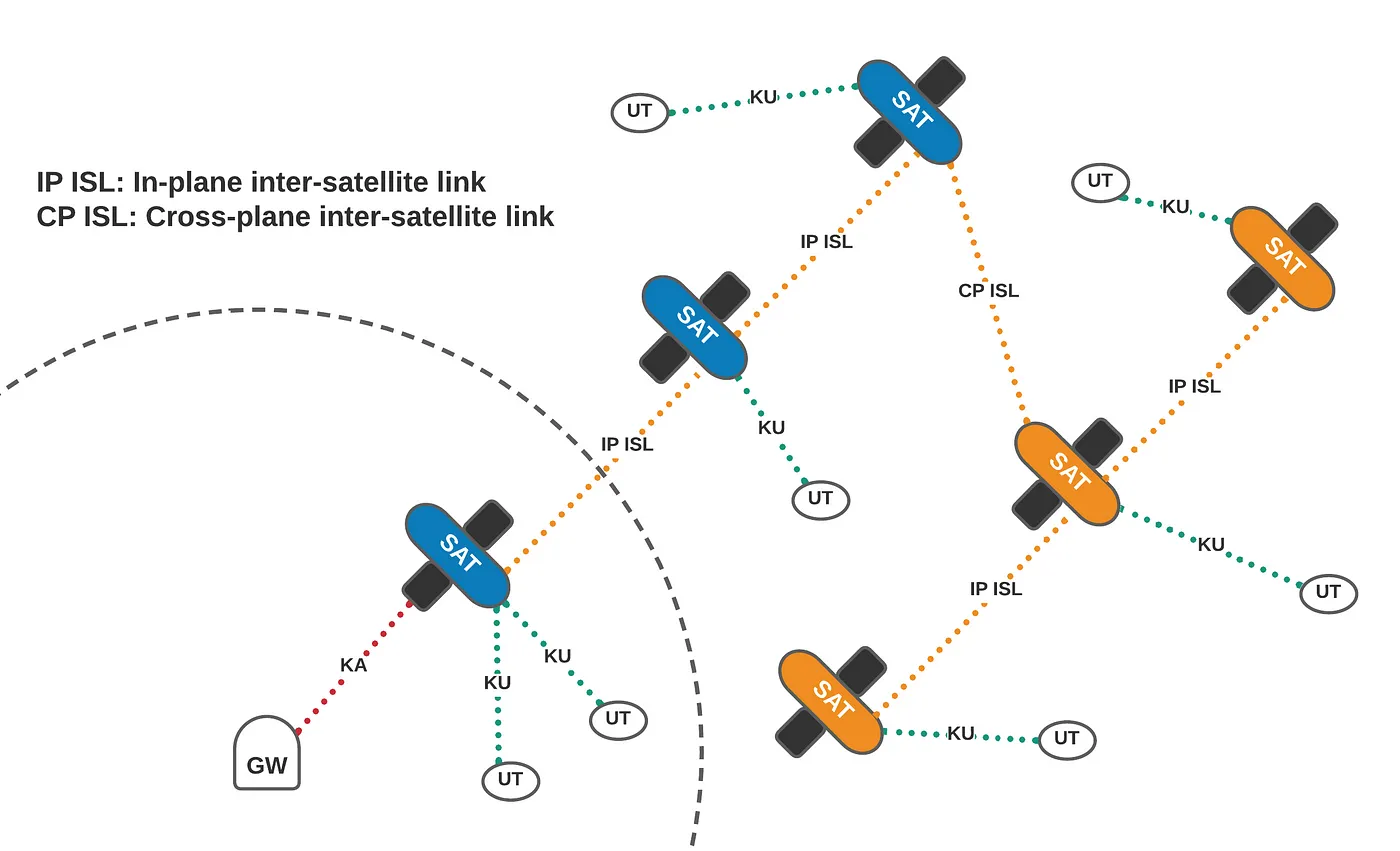 IP ISL: In-plane inter-satellite link
CP ISL: Cross-plane inter-satellite link
SAT
UT
KU
UT
KU
SAT
IP ISL
CP ISL
SAT
IP ISL
KU
UT
IP ISL
SAT
KU
UT
SAT
KA
KU
KU
UT
UT
GW
IP ISL
SAT
KU
UT